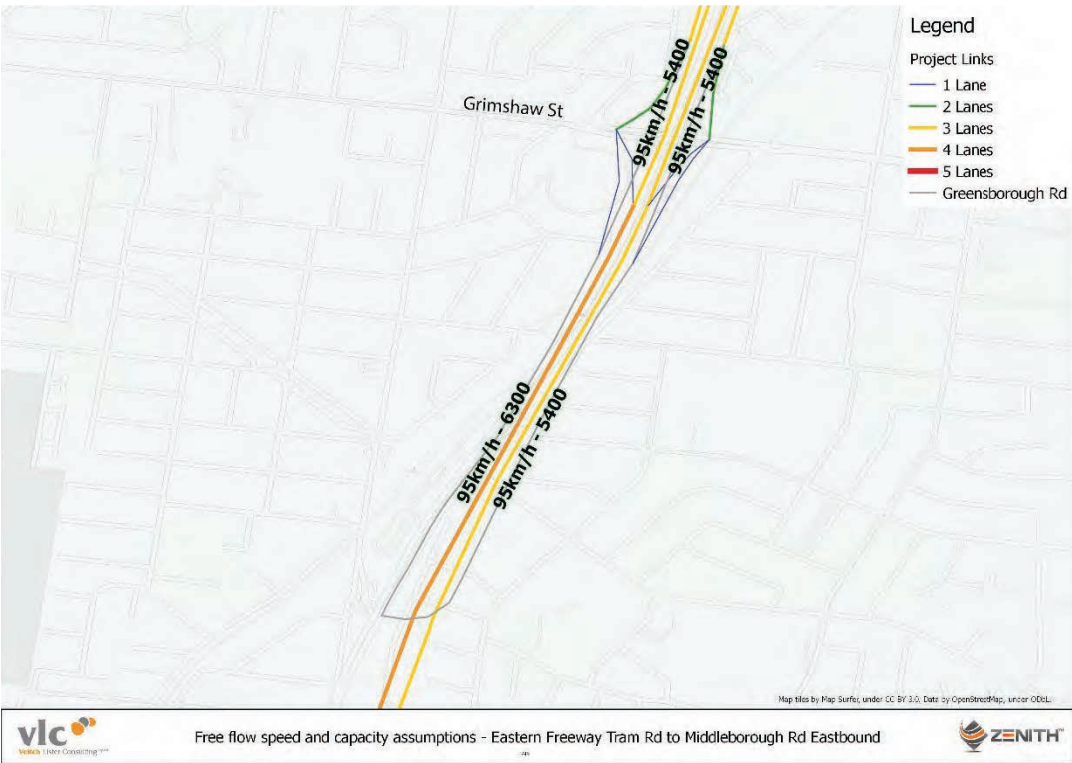 Legend
Project Links
1 Lane
2 Lanes
3 Lanes
4 Lanes
5 Lanes
Greensborough Rd
Grimshaw St
95km/h - 5400
95km/h - 5400
95km/h - 6300
95km/h - 5400
Map tiles by Map Surfer, under CC BY 3.0. Data by OpenStreetMap, under ODbL.
vlc
Veitch Lister Consulting
Free flow speed and capacity assumptions - Eastern Freeway Tram Rd to Middleborough Rd Eastbound
ZENITH